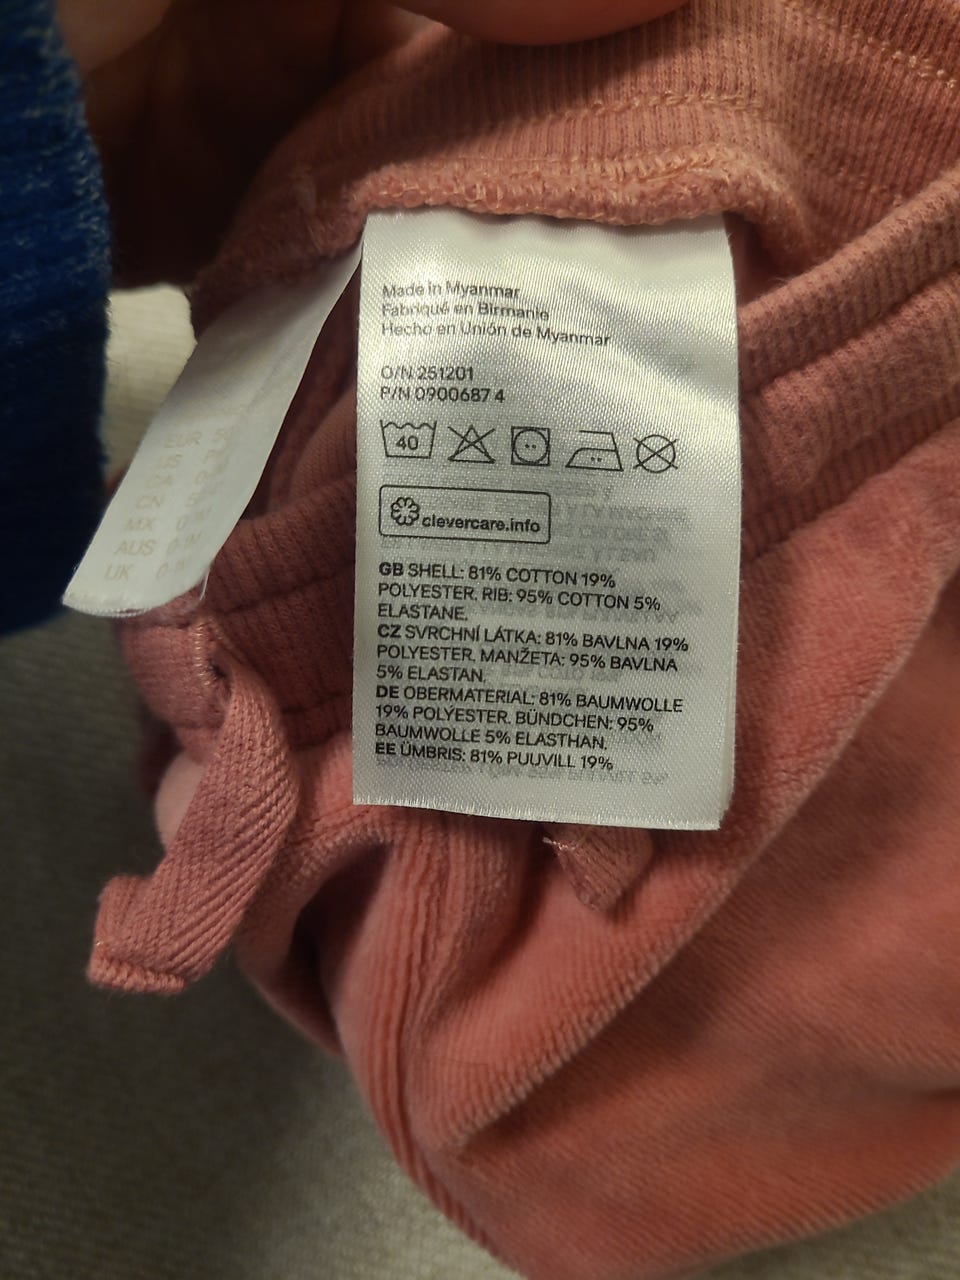 Made in Myanmar
Fabriqué en Birmanie
Hecho en Unión de Myanmar
O/N 251201
P/N 0900687 4
40
clevercare.info
GB SHELL: 81% COTTON 19%
POLYESTER. RIB: 95% COTTON 5%
ELASTANE.
CZ SVRCHNÍ LÁTKA: 81% BAVLNA 19%
POLYESTER. MANŽETA: 95% BAVLNA
5% ELASTAN.
DE OBERMATERIAL: 81% BAUMWOLLE
19% POLYESTER. BÜNDCHEN: 95%
BAUMWOLLE 5% ELASTHAN.
EE ÜMBRIS: 81% PUUVILL 19%
EUR
US
CA
CN
MX
AUS
UK